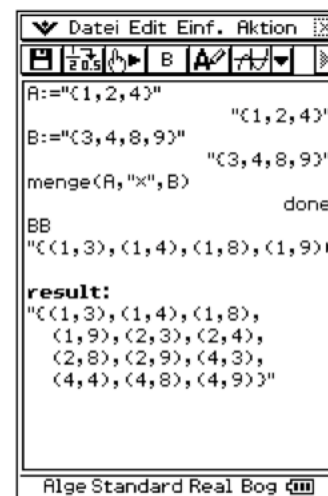 Datei Edit Einf. Aktion
B
A:="{1,2,4}"
"{1,2,4}"
B:="{3,4,8,9}"
"{3,4,8,9}"
menge(A,"×",B)
done
BB
"{(1,3),(1,4),(1,8),(1,9)
result:
"{(1,3),(1,4),(1,8),
(1,9),(2,3),(2,4),
(2,8),(2,9),(4,3),
(4,4),(4,8),(4,9)}"
Alge Standard Real Bog